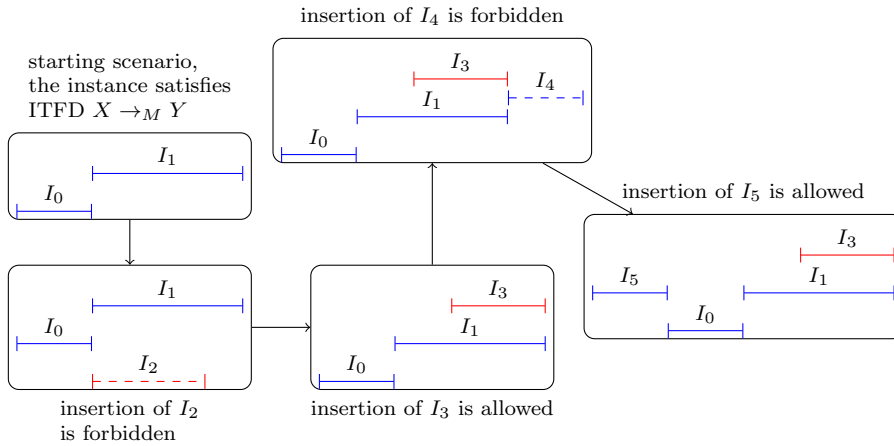 starting scenario,
the instance satisfies
ITFD X →M Y
I0
I1
I1
I0
I2
insertion of I2
is forbidden
I3
I1
I0
insertion of I3 is allowed
insertion of I4 is forbidden
I3
I4
I1
I0
insertion of I5 is allowed
I3
I5
I1
I0